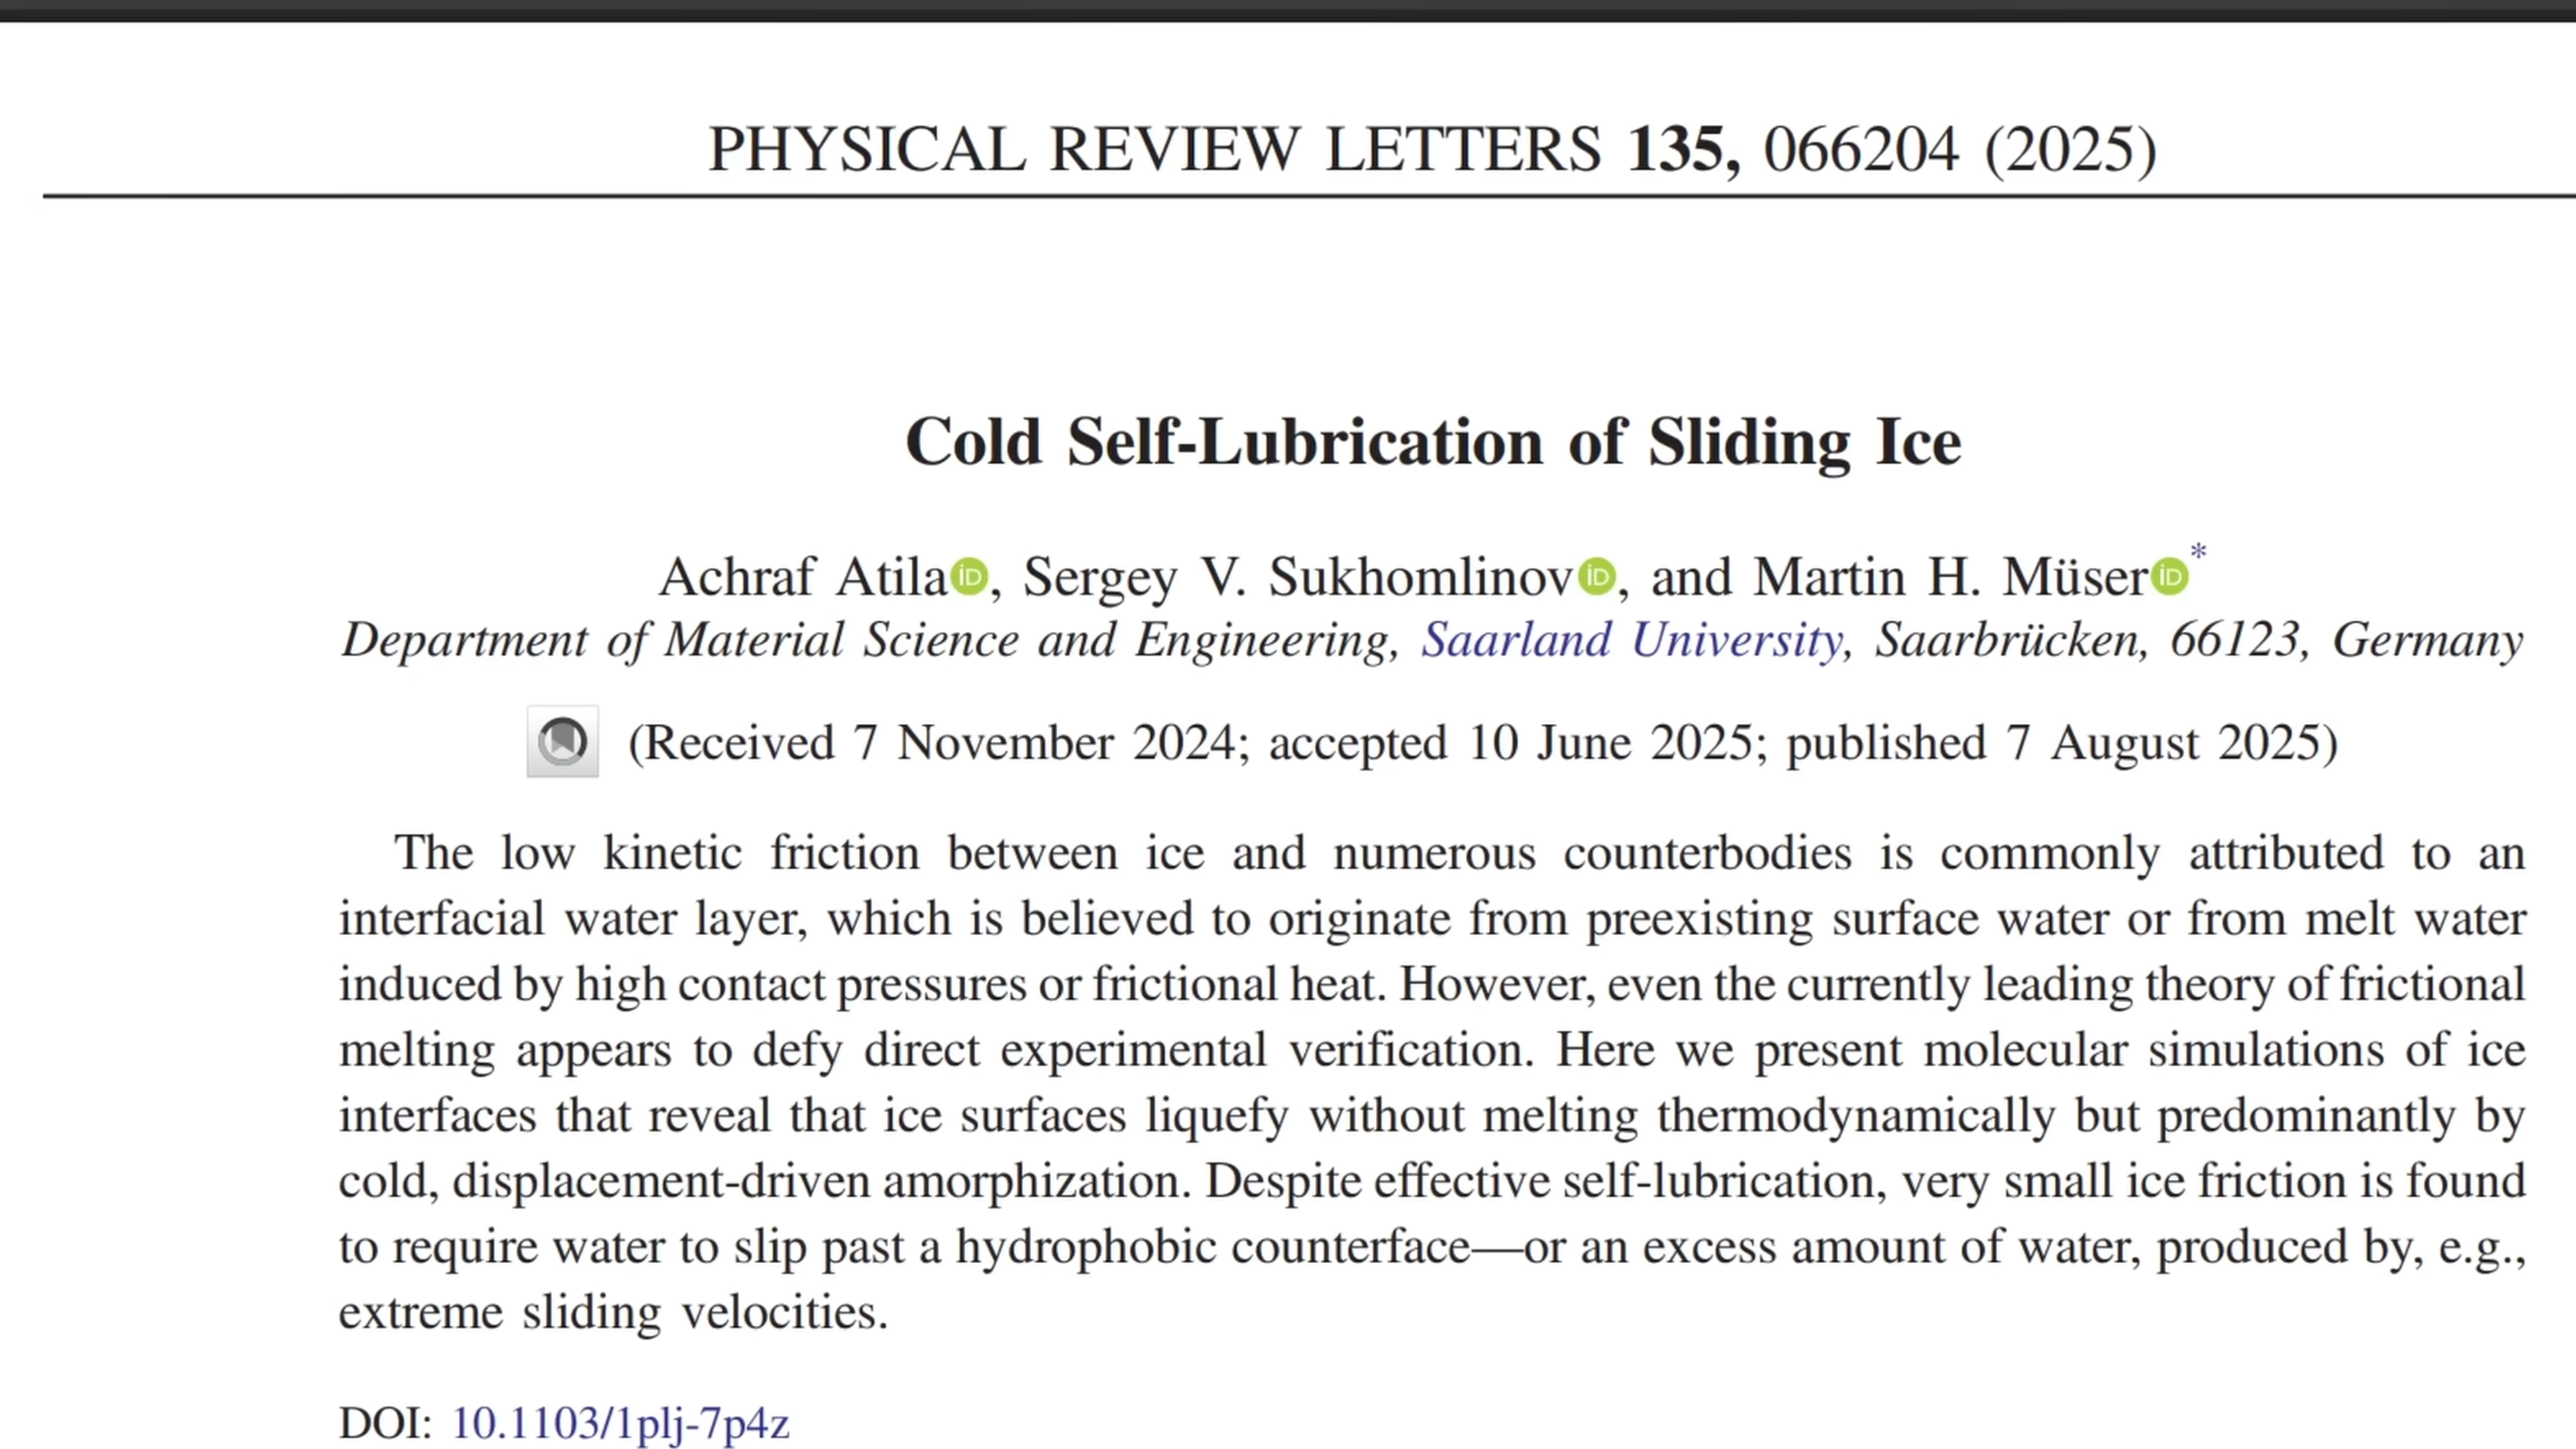 PHYSICAL REVIEW LETTERS 135, 066204 (2025)
Cold Self-Lubrication of Sliding Ice
Achraf Atila, Sergey V. Sukhomlinov, and Martin H. Müser*
Department of Material Science and Engineering, Saarland University, Saarbrücken, 66123, Germany
(Received 7 November 2024; accepted 10 June 2025; published 7 August 2025)
The low kinetic friction between ice and numerous counterbodies is commonly attributed to an
interfacial water layer, which is believed to originate from preexisting surface water or from melt water
induced by high contact pressures or frictional heat. However, even the currently leading theory of frictional
melting appears to defy direct experimental verification. Here we present molecular simulations of ice
interfaces that reveal that ice surfaces liquefy without melting thermodynamically but predominantly by
cold, displacement-driven amorphization. Despite effective self-lubrication, very small ice friction is found
to require water to slip past a hydrophobic counterface—or an excess amount of water, produced by, e.g.,
extreme sliding velocities.
DOI: 10.1103/1plj-7p4z